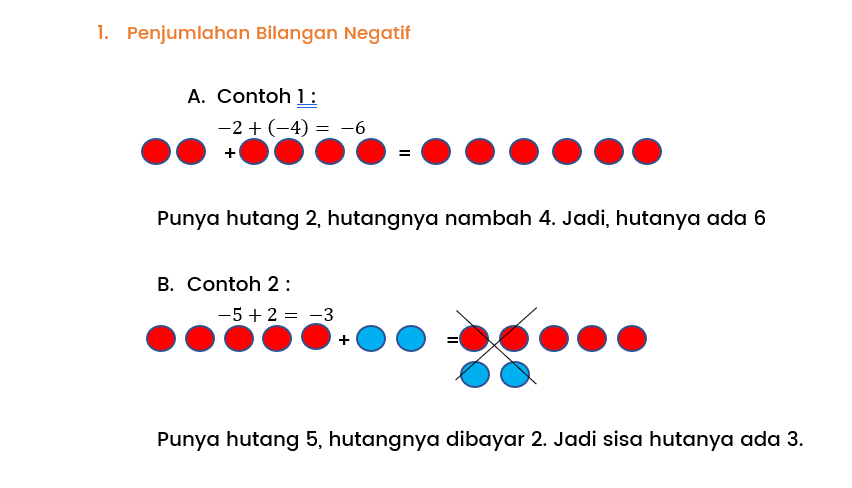 1. Penjumlahan Bilangan Negatif
A. Contoh 1 :
−2 + (−4) = −6
+ =
Punya hutang 2, hutangnya nambah 4. Jadi, hutanya ada 6
B. Contoh 2 :
−5 + 2 = −3
+ =
Punya hutang 5, hutangnya dibayar 2. Jadi sisa hutanya ada 3.